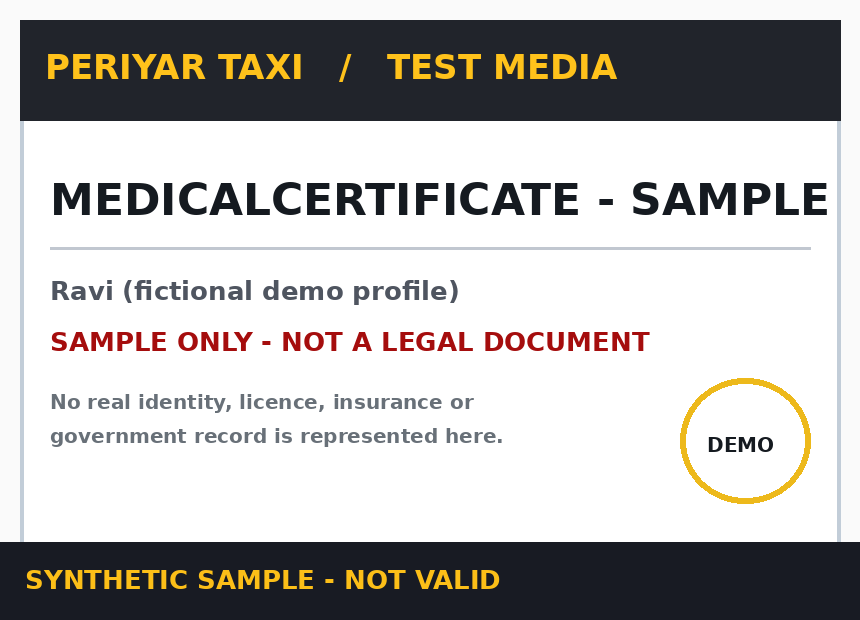 PERIYAR TAXI / TEST MEDIA
MEDICALCERTIFICATE - SAMPLE
Ravi (fictional demo profile)
SAMPLE ONLY - NOT A LEGAL DOCUMENT
No real identity, licence, insurance or
government record is represented here.
DEMO
SYNTHETIC SAMPLE - NOT VALID